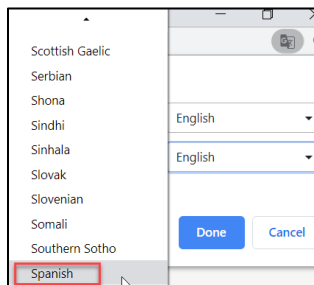 Scottish Gaelic
Serbian
Shona
Sindhi
Sinhala
Slovak
Slovenian
Somali
Southern Sotho
Spanish
English
English
Done
Cancel